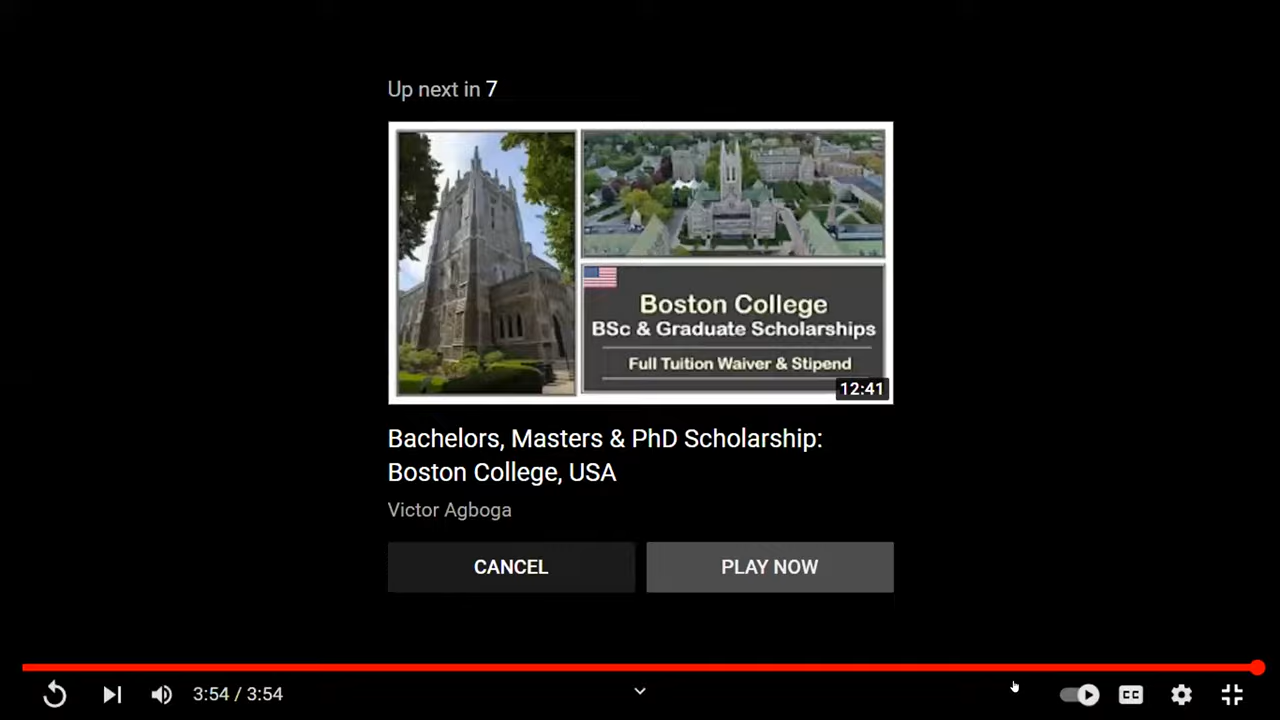 Up next in 7
Boston College
BSc & Graduate Scholarships
Full Tuition Waiver & Stipend
12:41
Bachelors, Masters & PhD Scholarship:
Boston College, USA
Victor Agboga
CANCEL PLAY NOW
3:54 / 3:54 CC